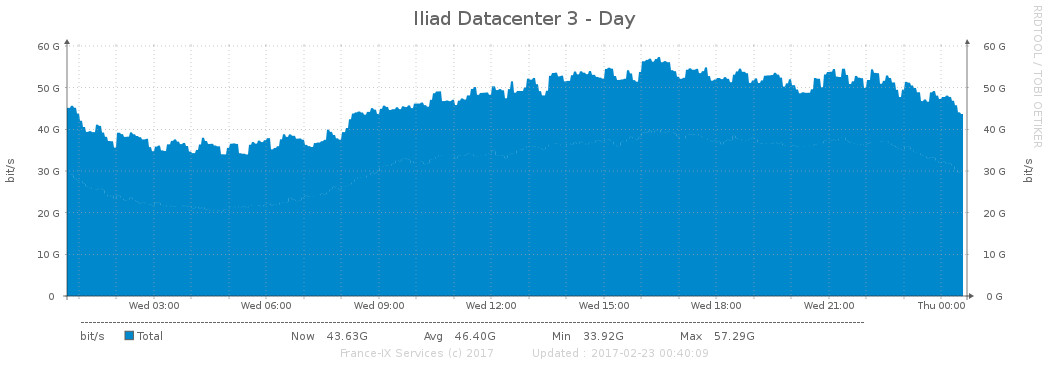 Iliad Datacenter 3 - Day
RRDTOOL / TOBI OETIKER
60 G 60 G
50 G 50 G
40 G 40 G
30 G 30 G
20 G 20 G
10 G 10 G
0 0 G
bit/s bit/s
Wed 03:00 Wed 06:00 Wed 09:00 Wed 12:00 Wed 15:00 Wed 18:00 Wed 21:00 Thu 00:00
bit/s Total Now 43.63G Avg 46.40G Min 33.92G Max 57.29G
France-IX Services (c) 2017 Updated : 2017-02-23 00:40:09